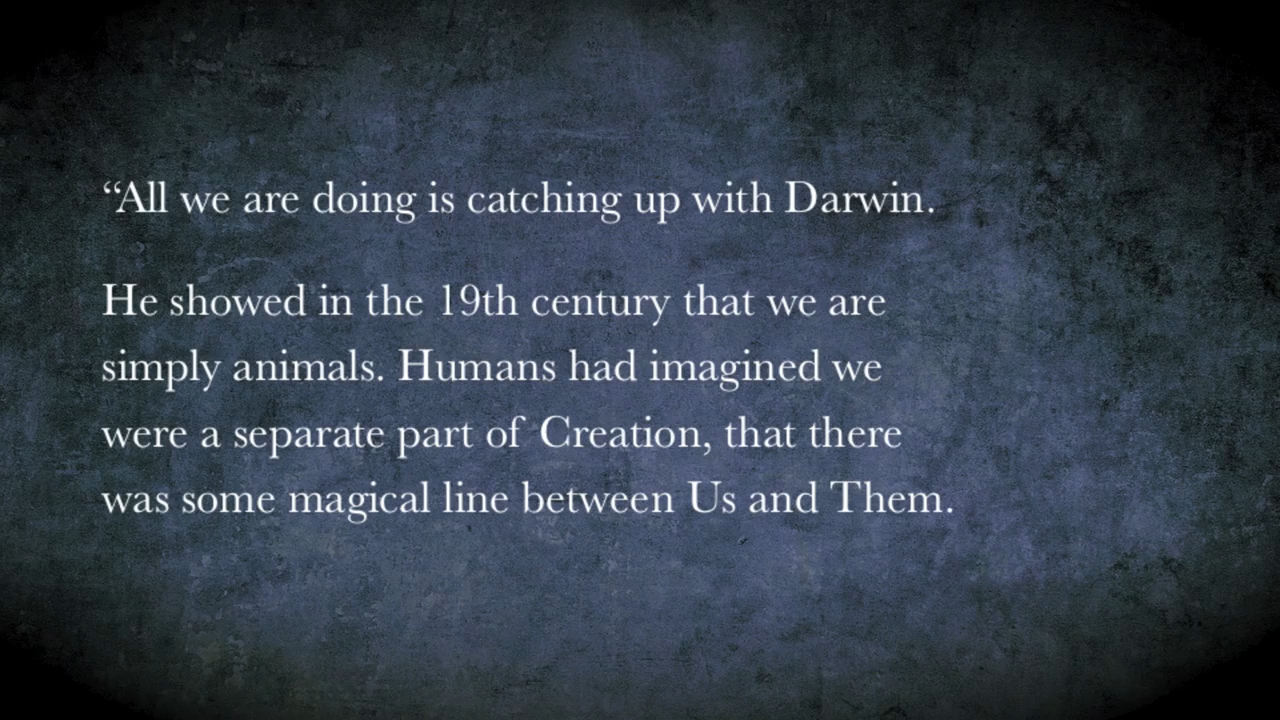 “All we are doing is catching up with Darwin.
He showed in the 19th century that we are
simply animals. Humans had imagined we
were a separate part of Creation, that there
was some magical line between Us and Them.